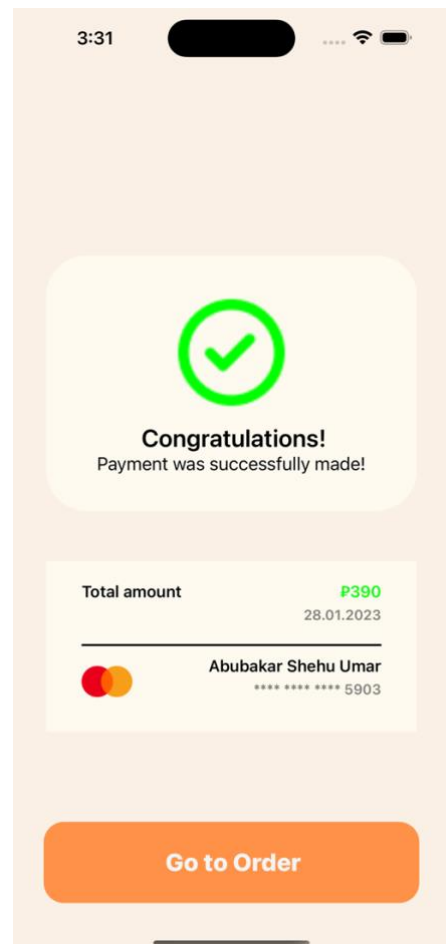 3:31
Congratulations!
Payment was successfully made!
Total amount ₽390
28.01.2023
Abubakar Shehu Umar
**** **** **** 5903
Go to Order